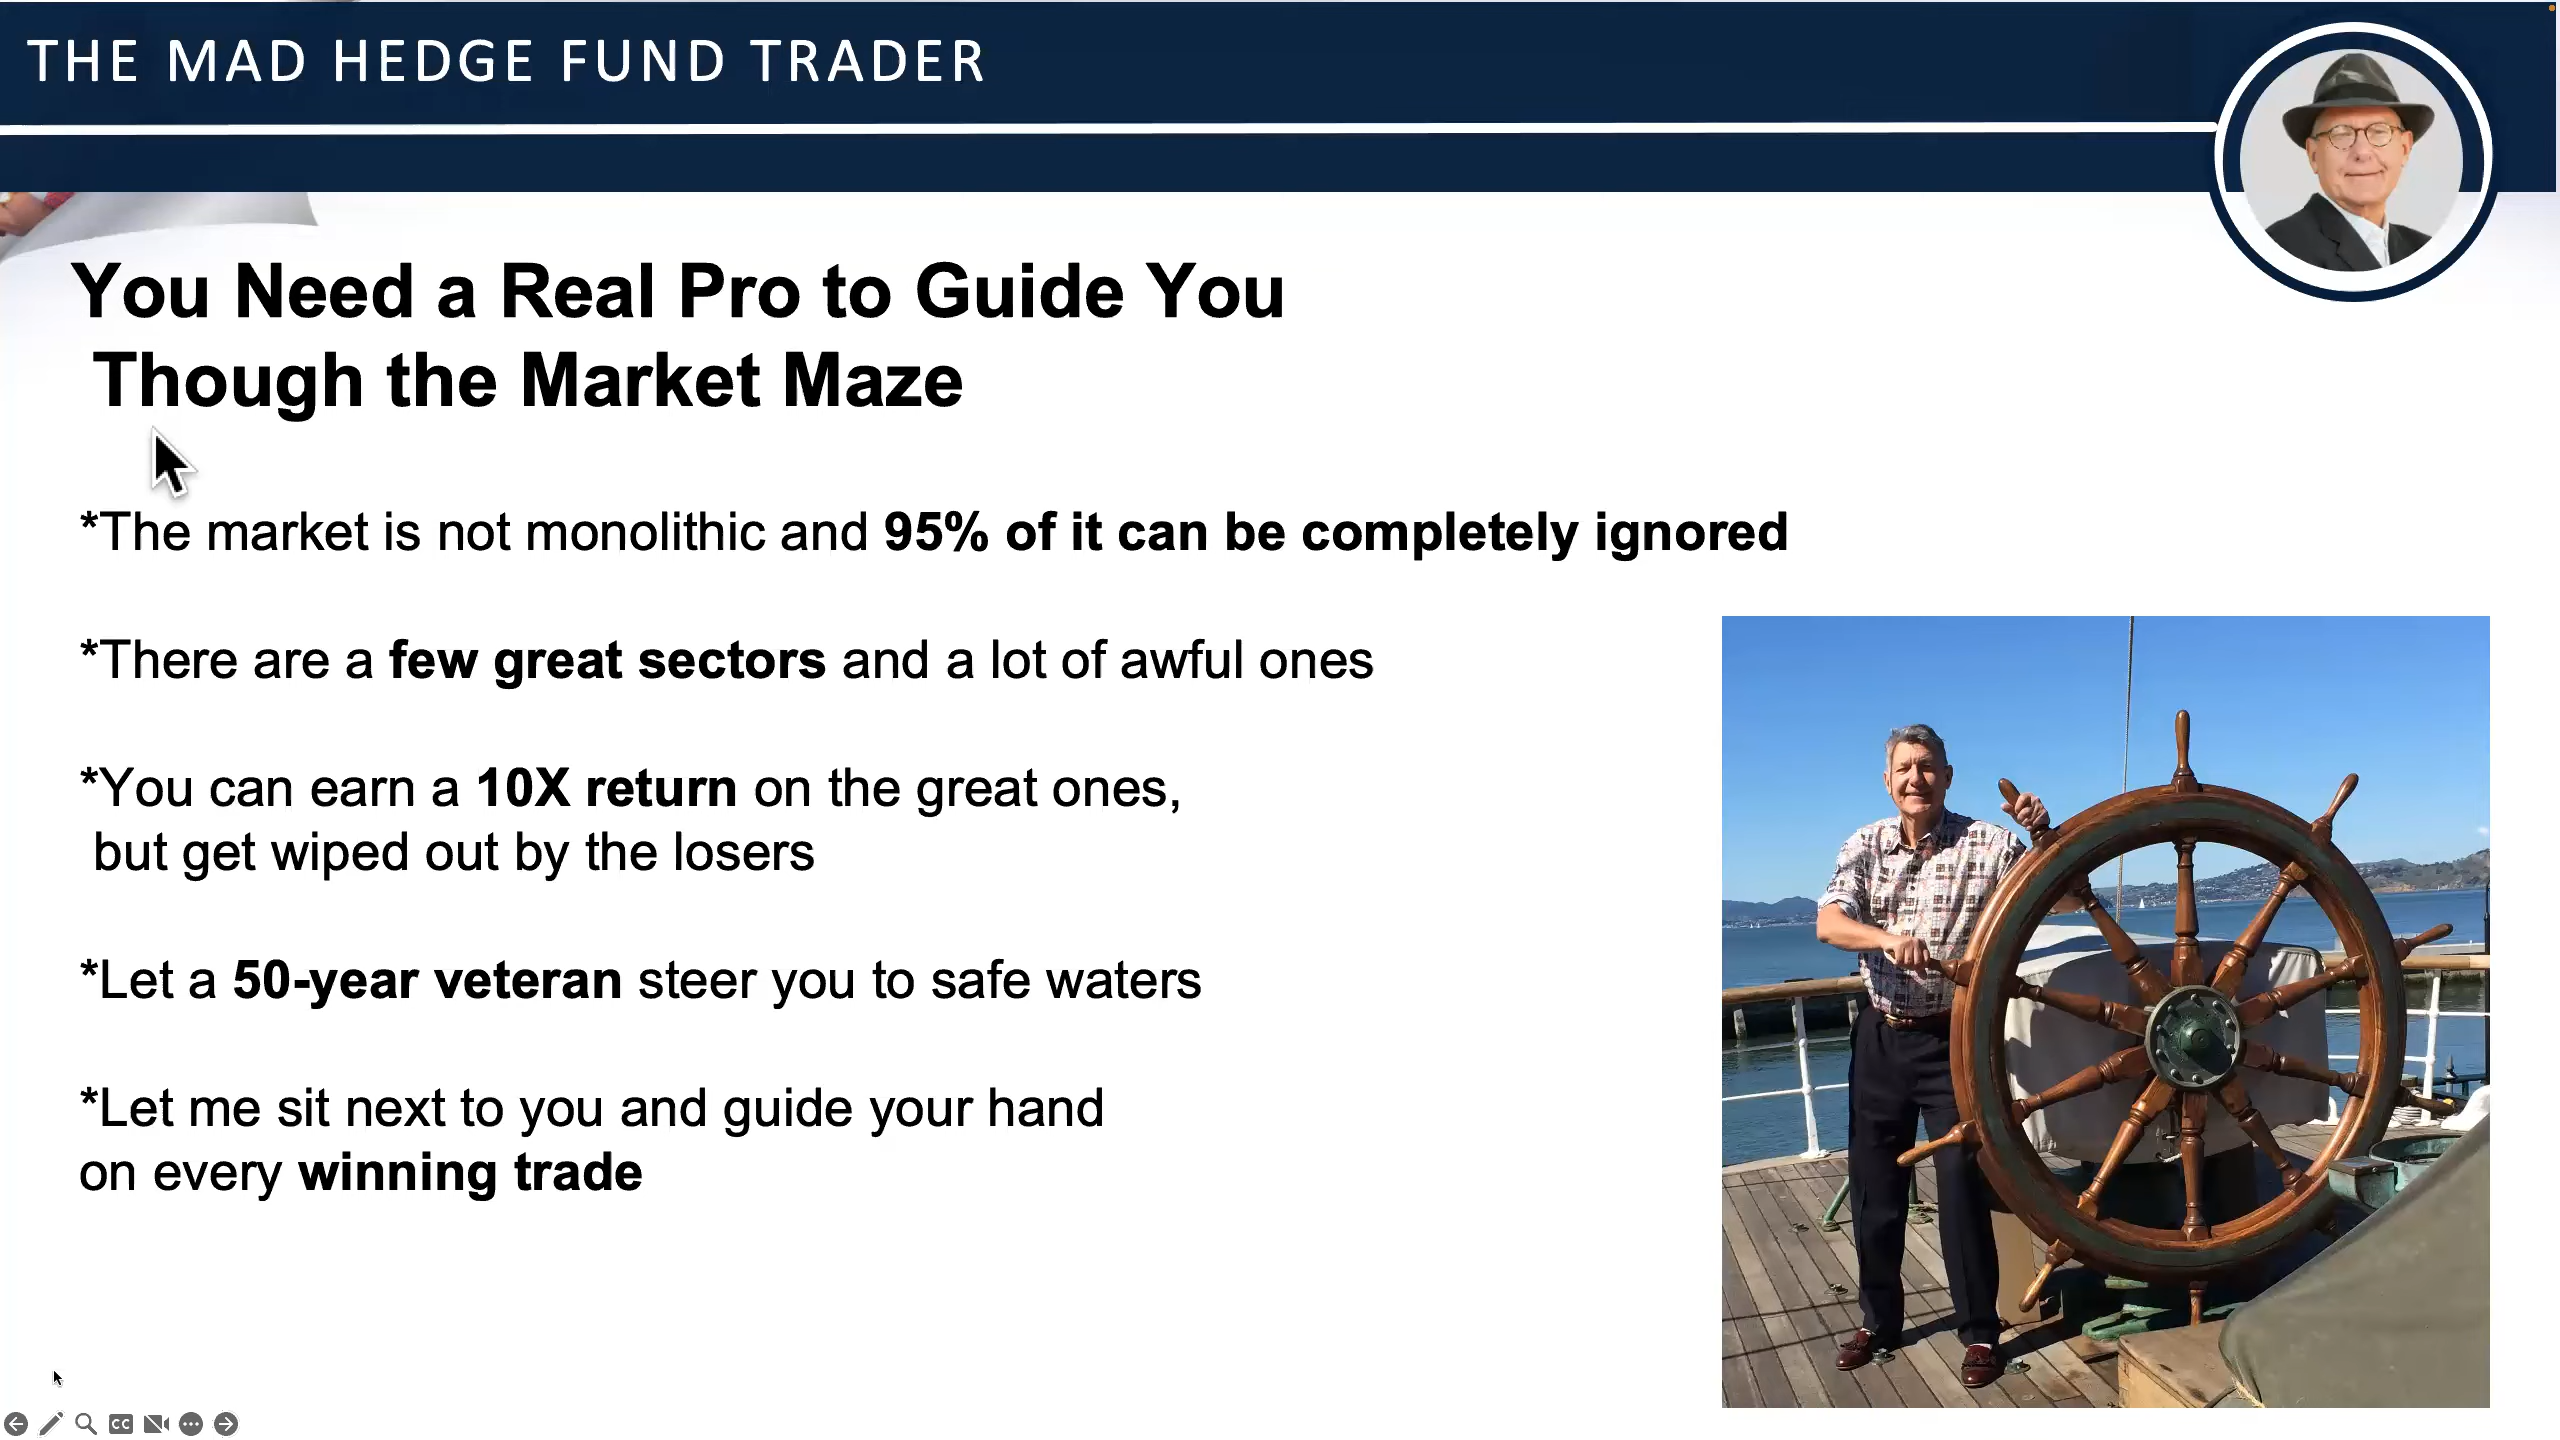 THE MAD HEDGE FUND TRADER
You Need a Real Pro to Guide You
Though the Market Maze
*The market is not monolithic and 95% of it can be completely ignored
*There are a few great sectors and a lot of awful ones
*You can earn a 10X return on the great ones,
but get wiped out by the losers
*Let a 50-year veteran steer you to safe waters
*Let me sit next to you and guide your hand
on every winning trade
CC